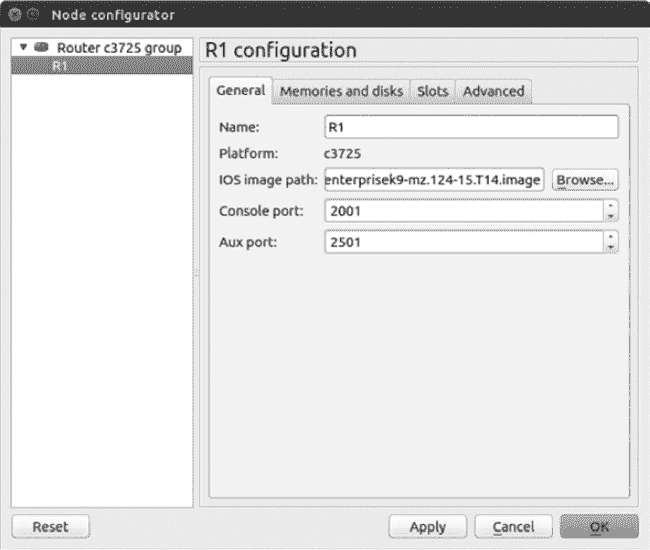 Node configurator
Router c3725 group
R1
R1 configuration
General Memories and disks Slots Advanced
Name: R1
Platform: c3725
IOS image path: enterprisek9-mz.124-15.T14.image Browse...
Console port: 2001
Aux port: 2501
Reset Apply Cancel OK